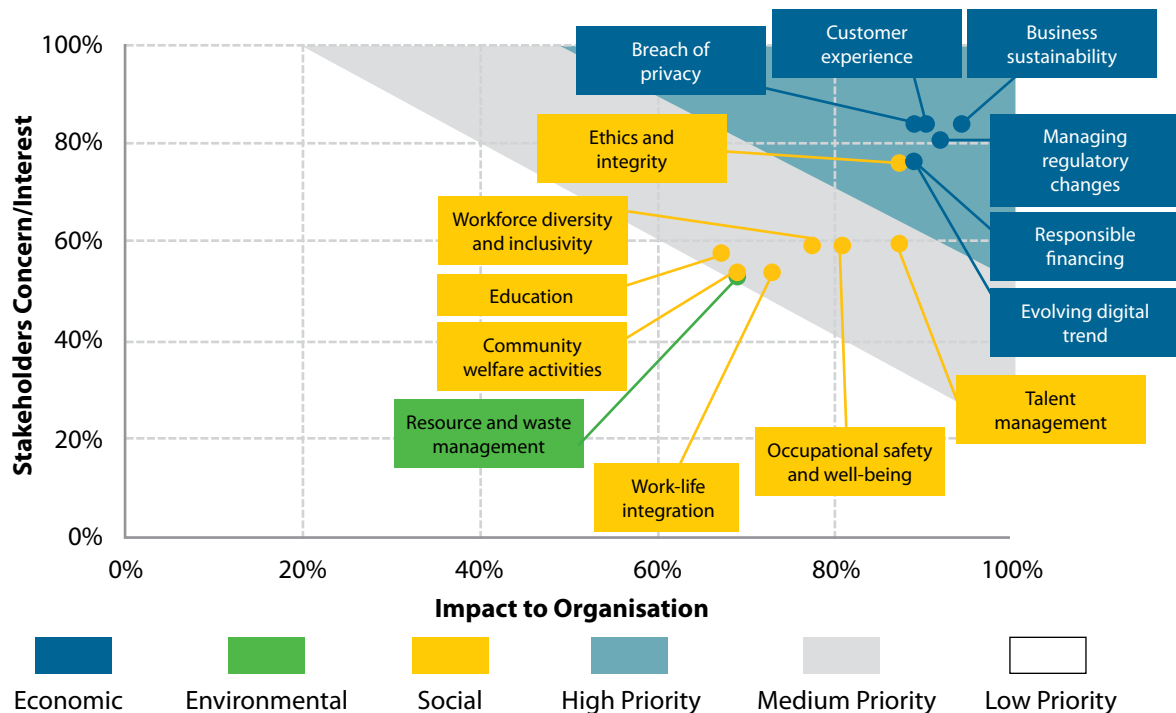 Stakeholders Concern/Interest
100%
80%
60%
40%
20%
0%
Breach of
privacy
Customer
experience
Business
sustainability
Ethics and
integrity
Managing
regulatory
changes
Workforce diversity
and inclusivity
Responsible
financing
Education
Evolving digital
trend
Community
welfare activities
Talent
management
Resource and waste
management
Occupational safety
and well-being
Work-life
integration
0%
20%
40%
60%
80%
100%
Impact to Organisation
Economic
Environmental
Social
High Priority
Medium Priority
Low Priority